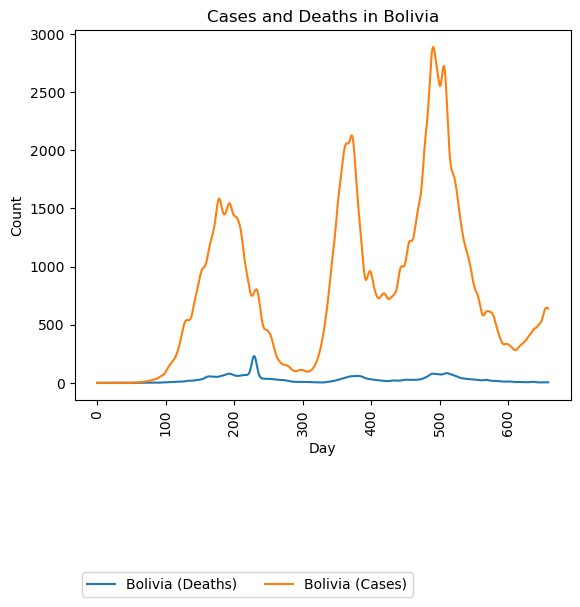 Cases and Deaths in Bolivia
3000
2500
2000
1500
1000
500
0
Count
0 100 200 300 400 500 600
Day
Bolivia (Deaths) Bolivia (Cases)